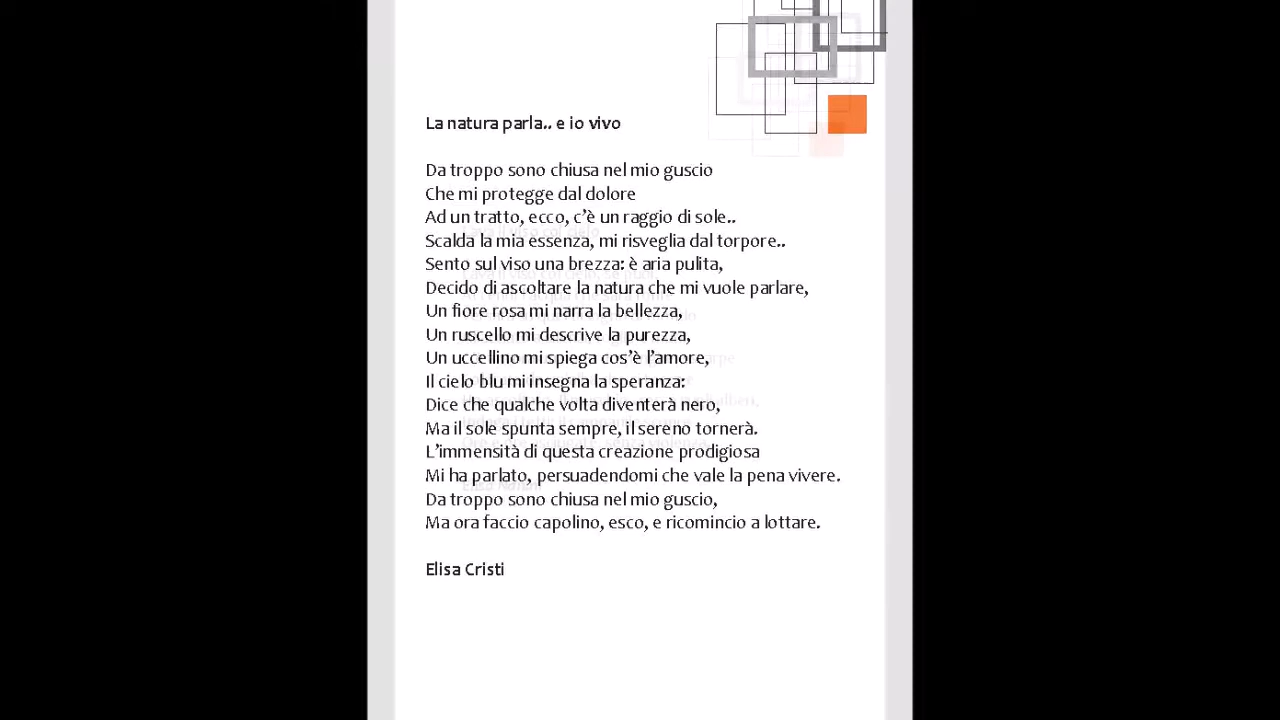 La natura parla.. e io vivo
Da troppo sono chiusa nel mio guscio
Che mi protegge dal dolore
Ad un tratto, ecco, c’è un raggio di sole..
Scalda la mia essenza, mi risveglia dal torpore..
Sento sul viso una brezza: è aria pulita,
Decido di ascoltare la natura che mi vuole parlare,
Un fiore rosa mi narra la bellezza,
Un ruscello mi descrive la purezza,
Un uccellino mi spiega cos’è l’amore,
Il cielo blu mi insegna la speranza:
Dice che qualche volta diventerà nero,
Ma il sole spunta sempre, il sereno tornerà.
L’immensità di questa creazione prodigiosa
Mi ha parlato, persuadendomi che vale la pena vivere.
Da troppo sono chiusa nel mio guscio,
Ma ora faccio capolino, esco, e ricomincio a lottare.
Elisa Cristi